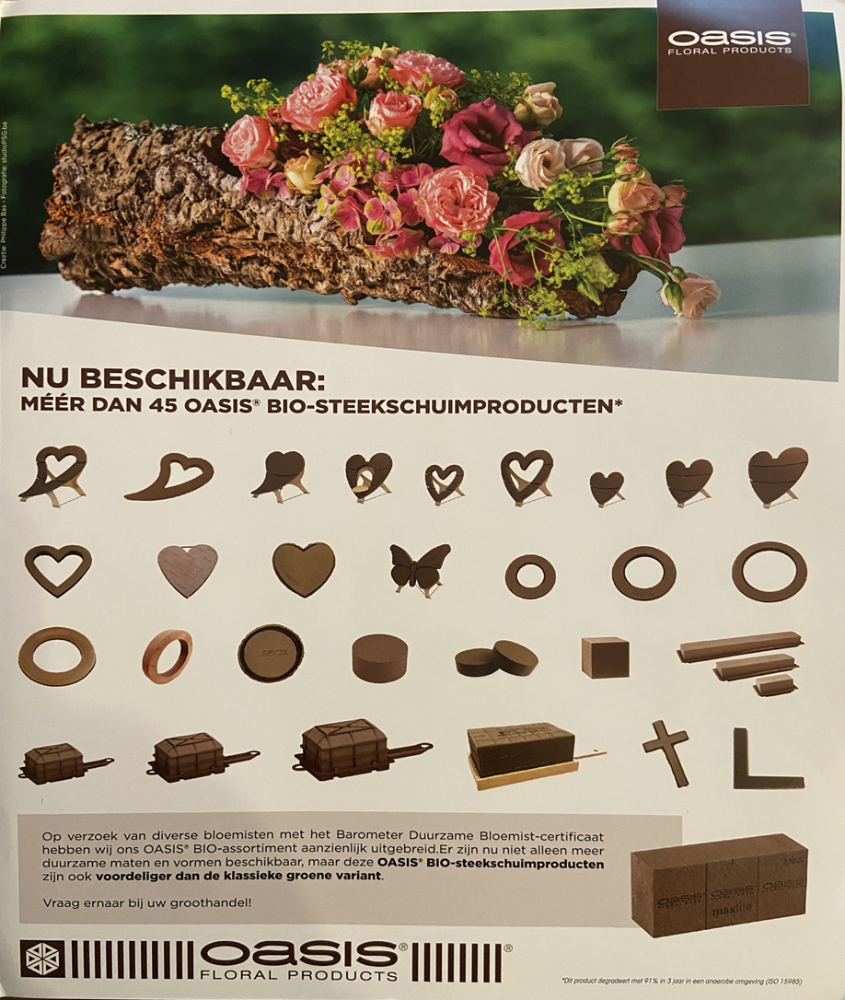 OASIS®
FLORAL PRODUCTS
Creatie: Philippe Bas - Fotografie: studioPSG.be
NU BESCHIKBAAR:
MÉÉR DAN 45 OASIS® BIO-STEEKSCHUIMPRODUCTEN*
Op verzoek van diverse bloemisten met het Barometer Duurzame Bloemist-certificaat
hebben wij ons OASIS® BIO-assortiment aanzienlijk uitgebreid.Er zijn nu niet alleen meer
duurzame maten en vormen beschikbaar, maar deze OASIS® BIO-steekschuimproducten
zijn ook voordeliger dan de klassieke groene variant.
Vraag ernaar bij uw groothandel!
OASIS OASIS OASIS
maxlife
OASIS®
FLORAL PRODUCTS
®
*Dit product degradeert met 91% in 3 jaar in een anaerobe omgeving (ISO 15985)